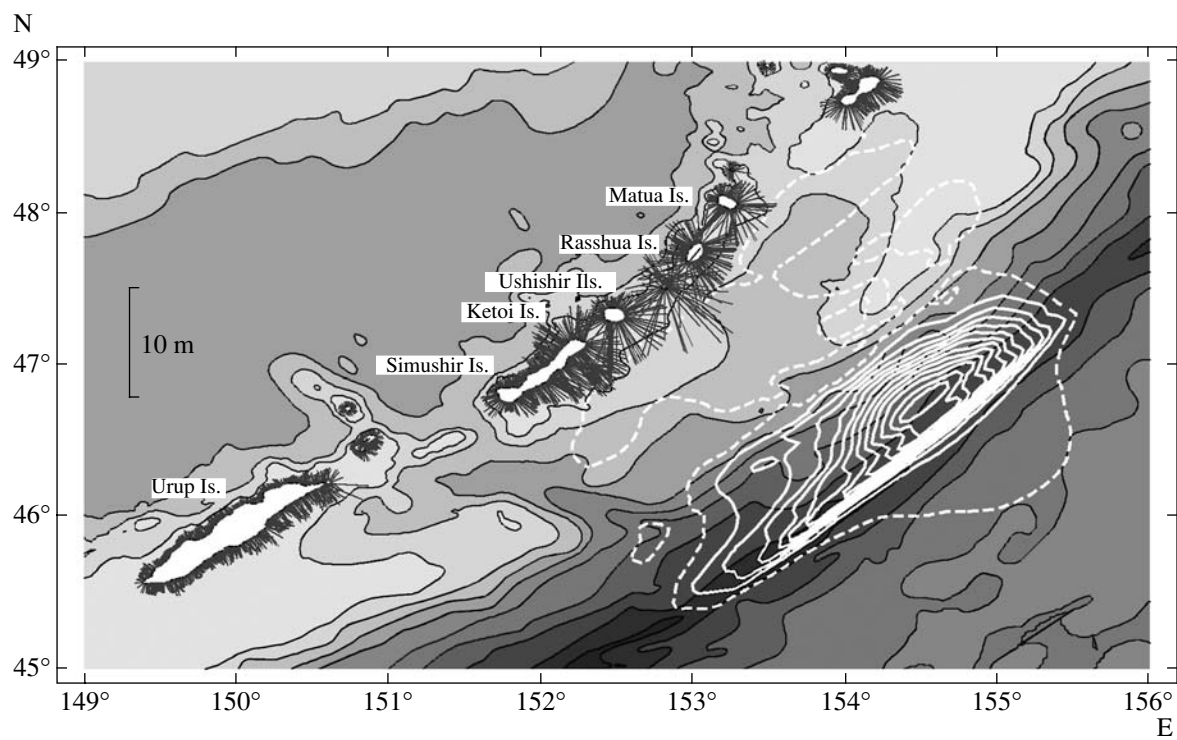 N
49°
48°
Matua Is.
Rasshua Is.
Ushishir Ils.
Ketoi Is.
10 m
47°
Simushir Is.
Urup Is.
46°
45°
149° 150° 151° 152° 153° 154° 155° 156°
E